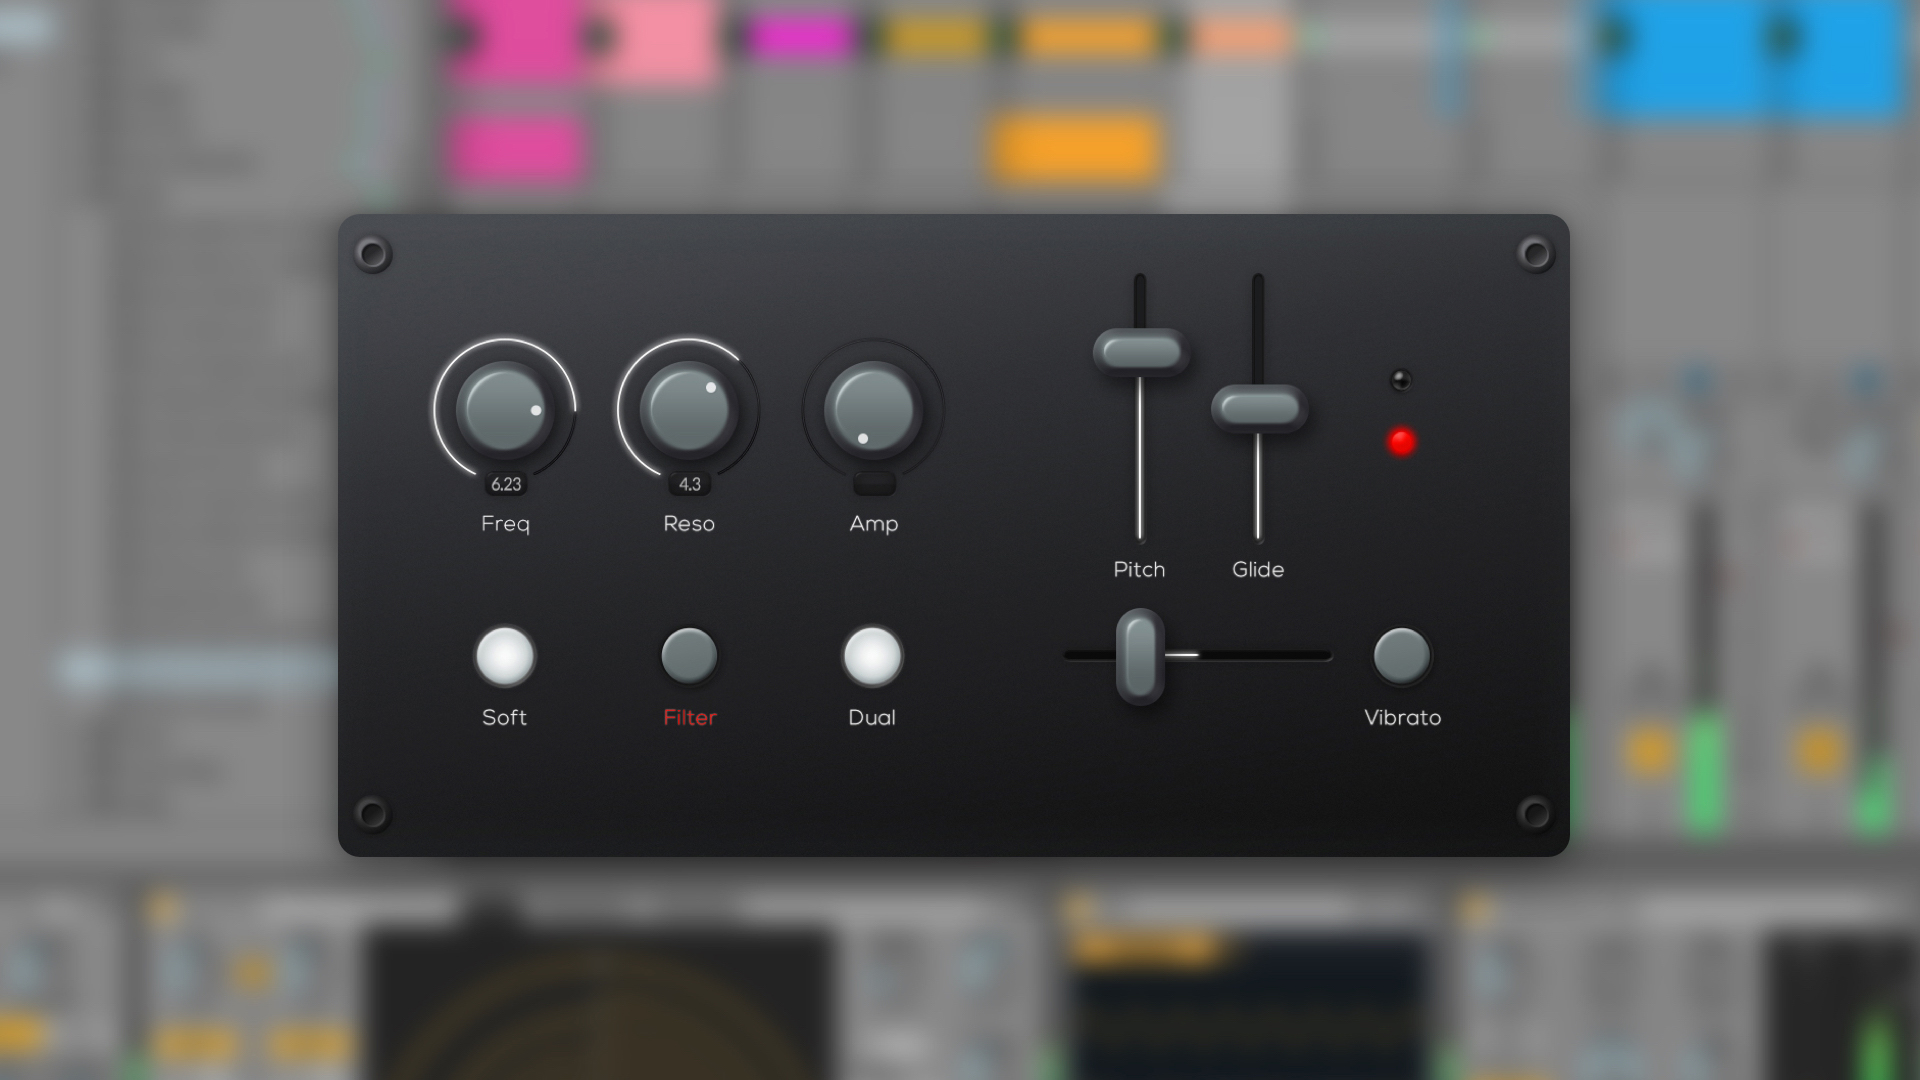 6.23
4.3
Freq
Reso
Amp
Pitch
Glide
Soft
Filter
Dual
Vibrato